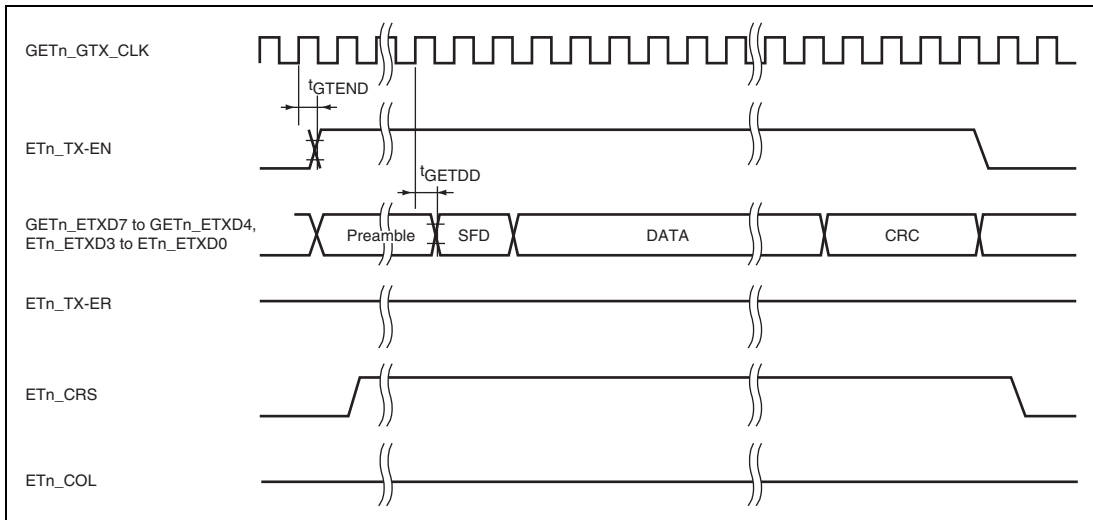 GETn_GTX_CLK
tGTEND
ETn_TX-EN
tGETDD
GETn_ETXD7 to GETn_ETXD4,
ETn_ETXD3 to ETn_ETXD0
Preamble
SFD
DATA
CRC
ETn_TX-ER
ETn_CRS
ETn_COL